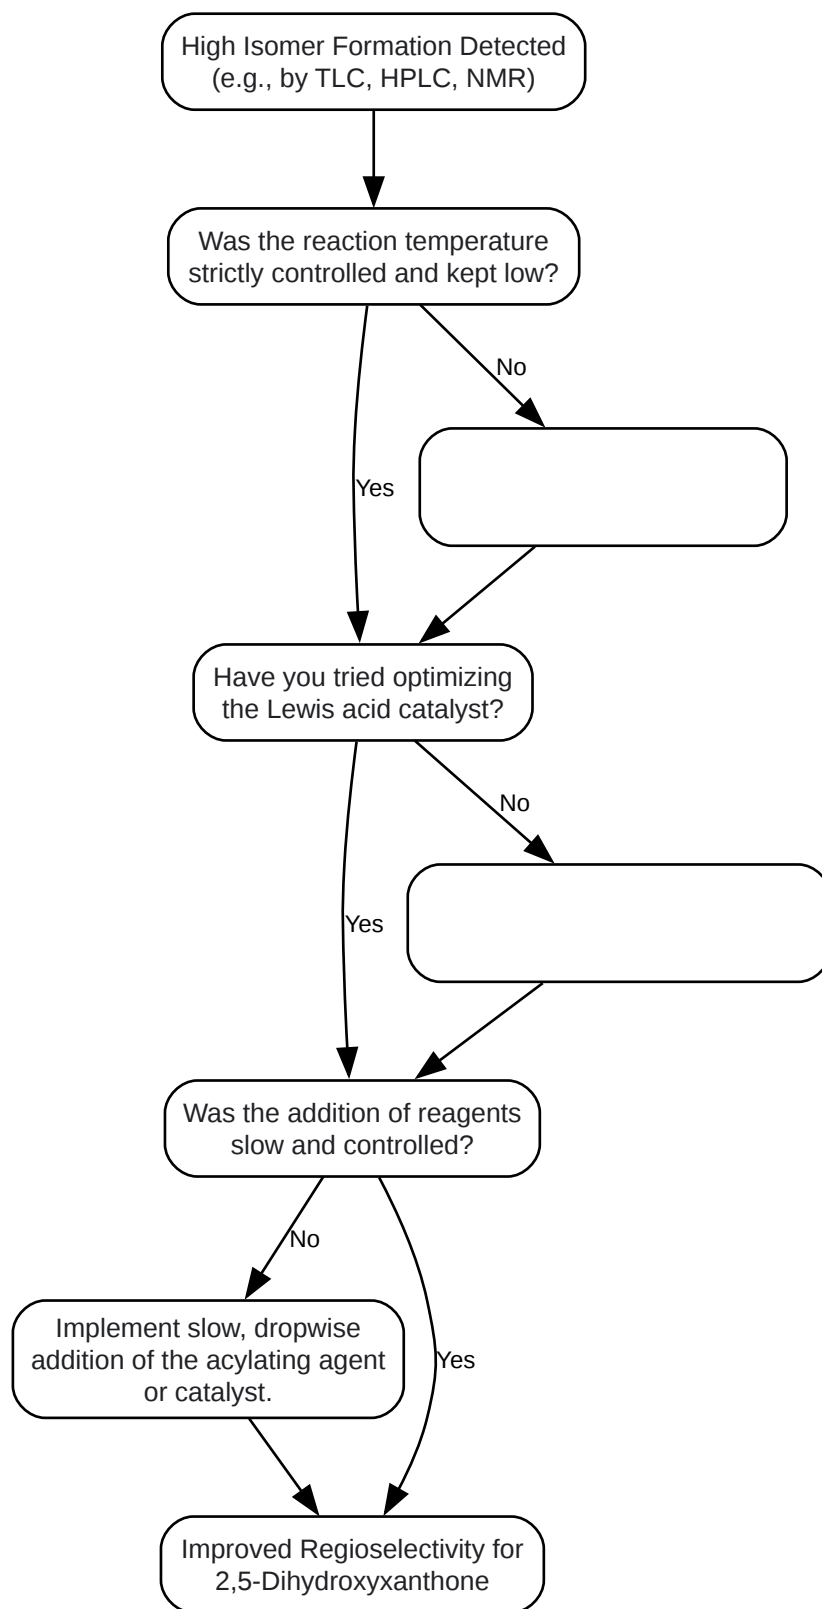 High Isomer Formation Detected
(e.g., by TLC, HPLC, NMR)
Was the reaction temperature
strictly controlled and kept low?
No
Yes
Have you tried optimizing
the Lewis acid catalyst?
No
Yes
Was the addition of reagents
slow and controlled?
No
Implement slow, dropwise
addition of the acylating agent
or catalyst.
Yes
Improved Regioselectivity for
2,5-Dihydroxyxanthone